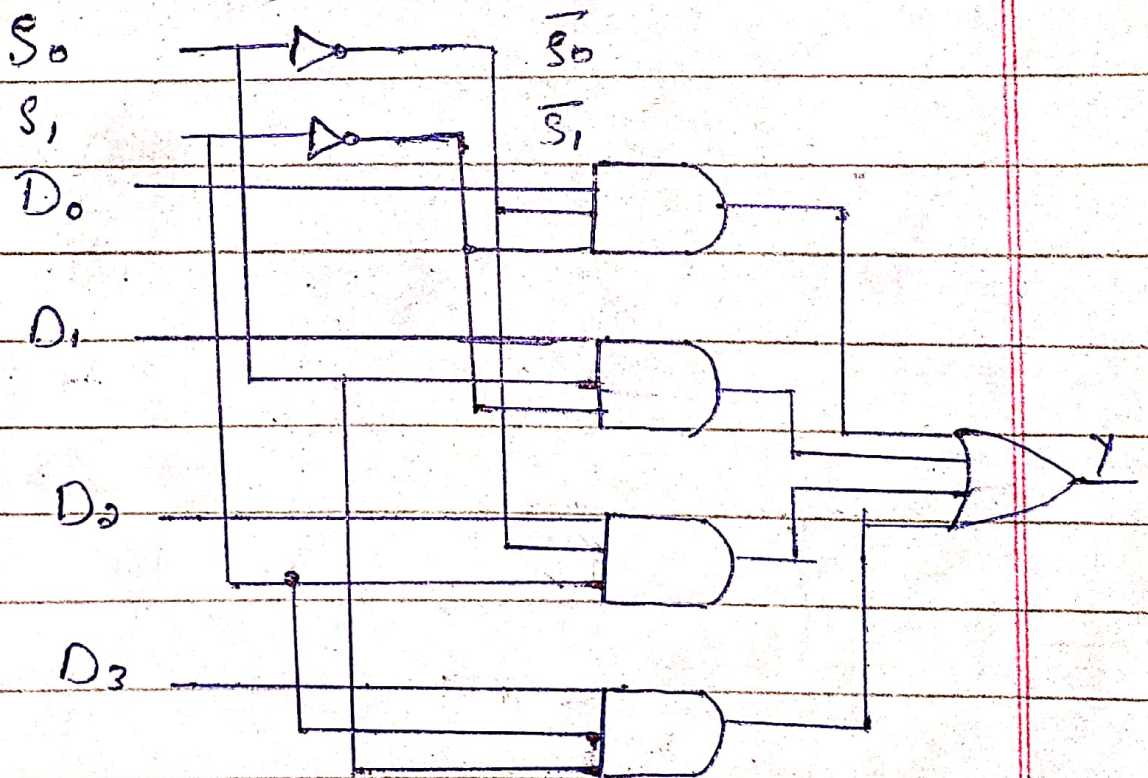 S₀ S̅₀
S₁ S̅₁
D₀
D₁
Y
D₂
D₃